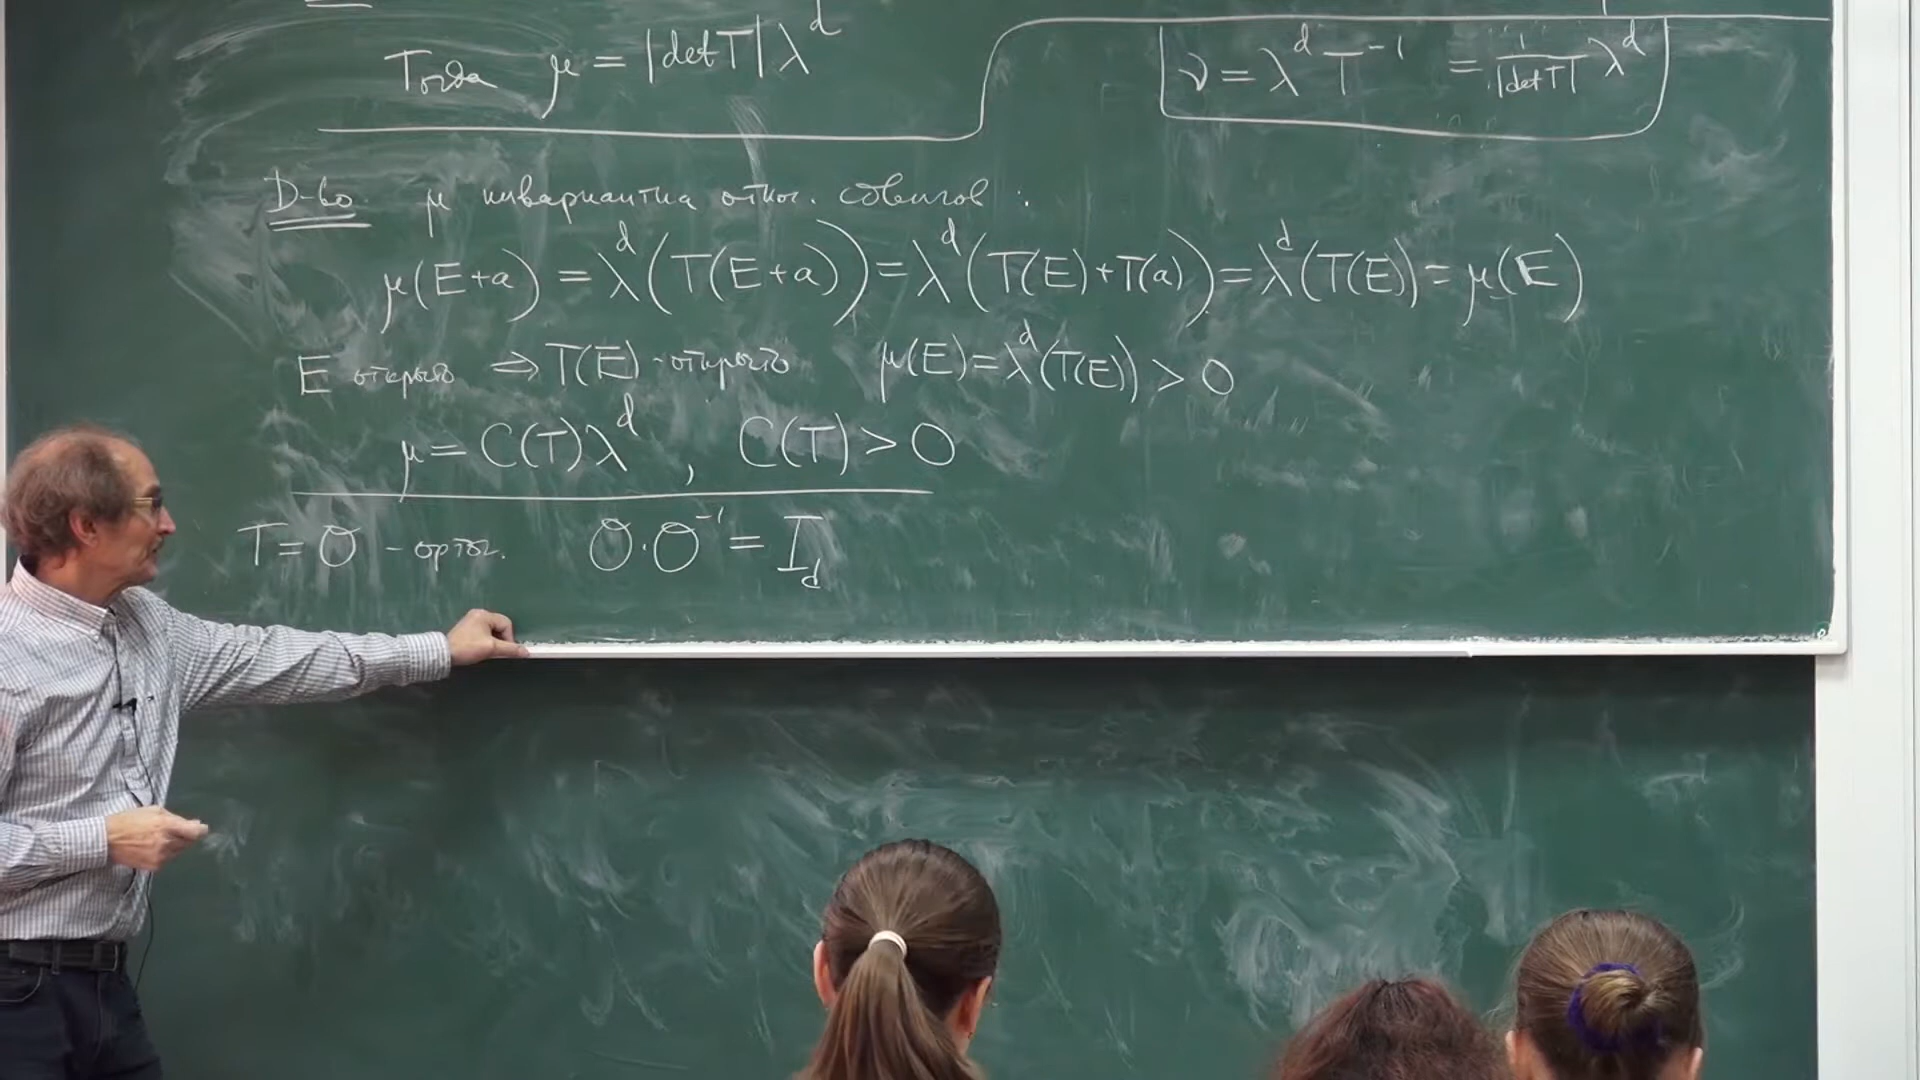 Тогда μ = |det T| λ^d
ν = λ^d T^{-1} = 1/|det T| λ^d
Д-во μ инвариантна относ. сдвигов :
μ(E+a) = λ^d(T(E+a)) = λ^d(T(E)+T(a)) = λ^d(T(E)) = μ(E)
E открыто ⇒ T(E) - открыто μ(E) = λ^d(T(E)) > 0
μ = C(T)λ^d , C(T) > 0
T = O - ортог. O·O^{-1} = I_d